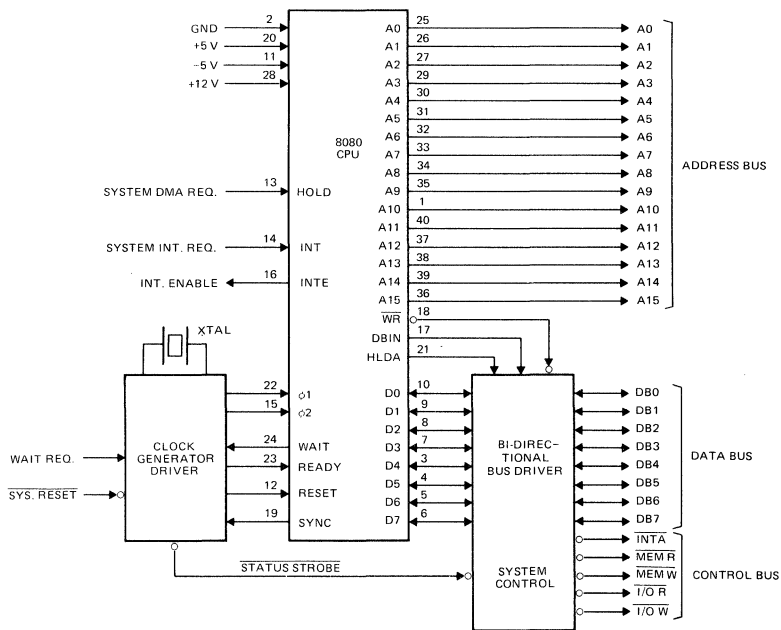 GND 2
+5 V 20
−5 V 11
+12 V 28
8080
CPU
A0 25 A0
A1 26 A1
A2 27 A2
A3 29 A3
A4 30 A4
A5 31 A5
A6 32 A6
A7 33 A7
A8 34 A8
A9 35 A9
A10 1 A10
A11 40 A11
A12 37 A12
A13 38 A13
A14 39 A14
A15 36 A15
ADDRESS BUS
SYSTEM DMA REQ. 13 HOLD
SYSTEM INT. REQ. 14 INT
INT. ENABLE 16 INTE
WR 18
DBIN 17
HLDA 21
XTAL
CLOCK
GENERATOR
DRIVER
WAIT REQ.
SYS. RESET
22 ϕ1
15 ϕ2
24 WAIT
23 READY
12 RESET
19 SYNC
D0 10
D1 9
D2 8
D3 7
D4 3
D5 4
D6 5
D7 6
BI-DIREC-
TIONAL
BUS DRIVER
SYSTEM
CONTROL
STATUS STROBE
DB0
DB1
DB2
DB3
DB4
DB5
DB6
DB7
DATA BUS
INTA
MEM R
MEM W
I/O R
I/O W
CONTROL BUS